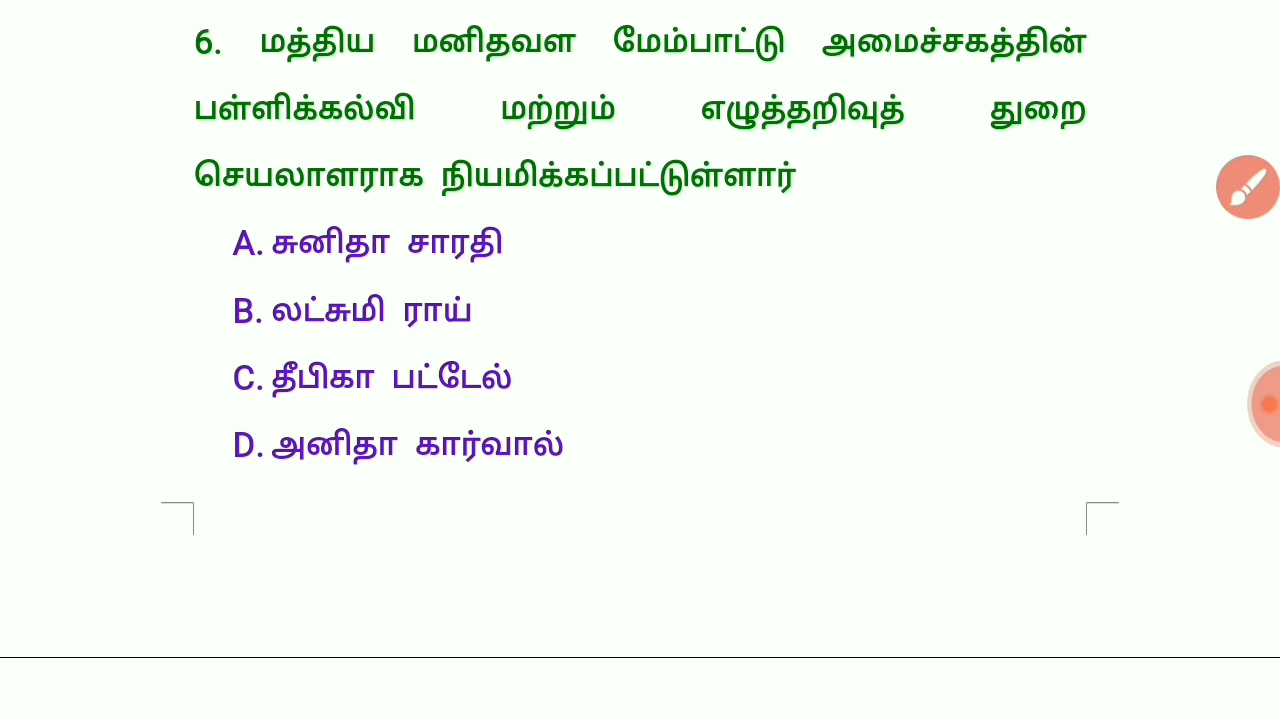 6. மத்திய மனிதவள மேம்பாட்டு அமைச்சகத்தின்
பள்ளிக்கல்வி மற்றும் எழுத்தறிவுத் துறை
செயலாளராக நியமிக்கப்பட்டுள்ளார்
A. சுனிதா சாரதி
B. லட்சுமி ராய்
C. தீபிகா பட்டேல்
D. அனிதா கார்வால்